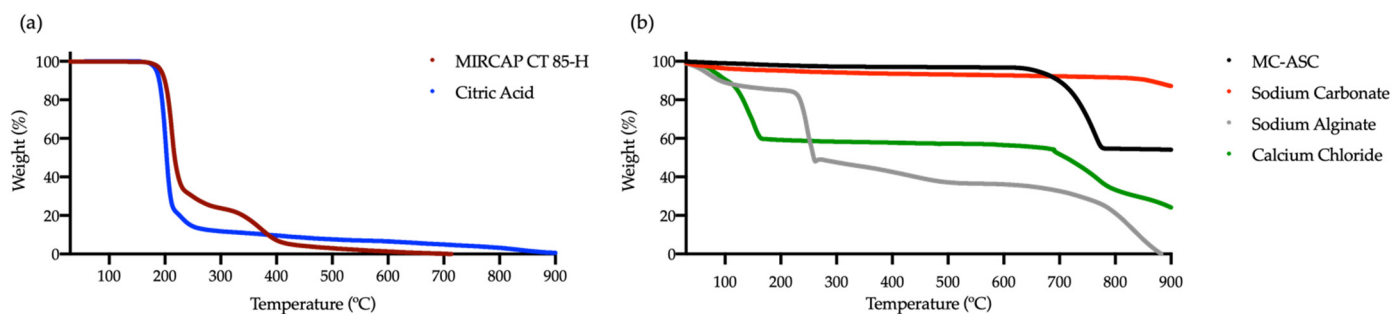 (a)
100
80
60
40
20
0
Weight (%)
100 200 300 400 500 600 700 800 900
Temperature (ºC)
MIRCAP CT 85-H
Citric Acid
(b)
100
80
60
40
20
0
Weight (%)
100 200 300 400 500 600 700 800 900
Temperature (ºC)
MC-ASC
Sodium Carbonate
Sodium Alginate
Calcium Chloride